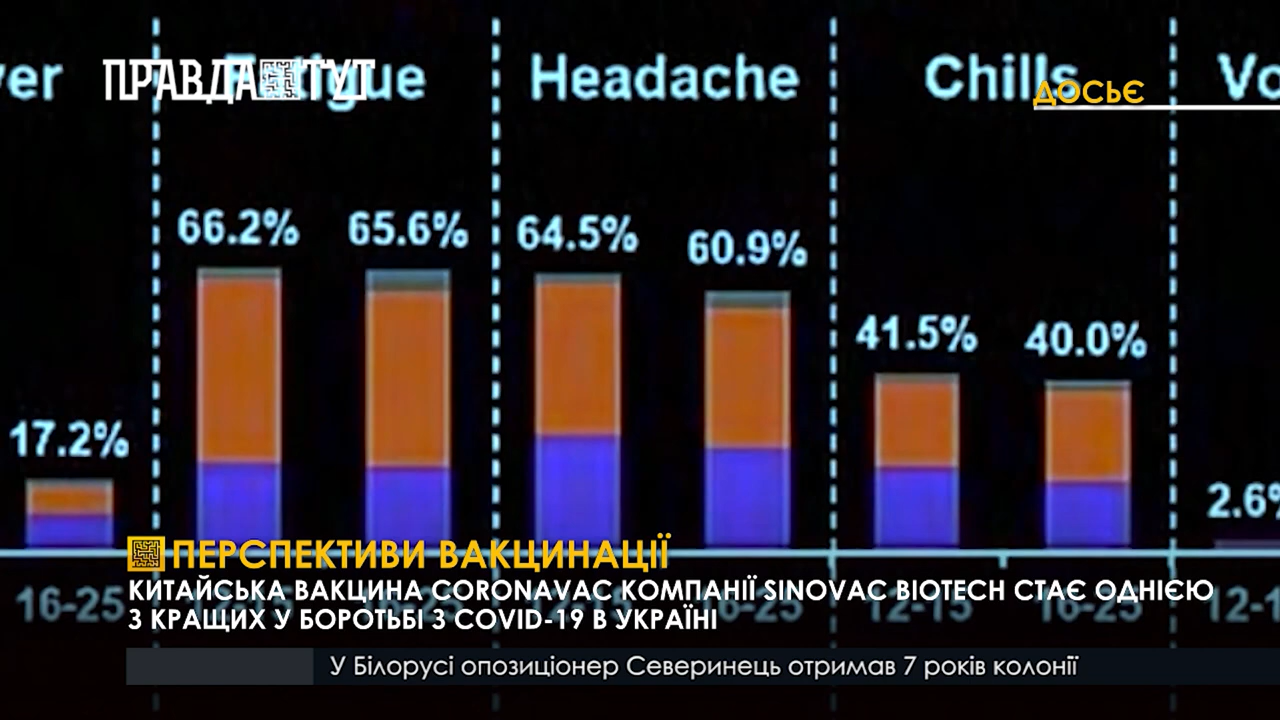 ver
Fatigue
Headache
Chills
Vo
ПРАВДА ТУТ
ДОСЬЄ
66.2%
65.6%
64.5%
60.9%
41.5%
40.0%
17.2%
2.6%
16-25
12-15
16-25
ПЕРСПЕКТИВИ ВАКЦИНАЦІЇ
КИТАЙСЬКА ВАКЦИНА CORONAVAC КОМПАНІЇ SINOVAC BIOTECH СТАЄ ОДНІЄЮ
З КРАЩИХ У БОРОТЬБІ З COVID-19 В УКРАЇНІ
У Білорусі опозиціонер Северинець отримав 7 років колонії